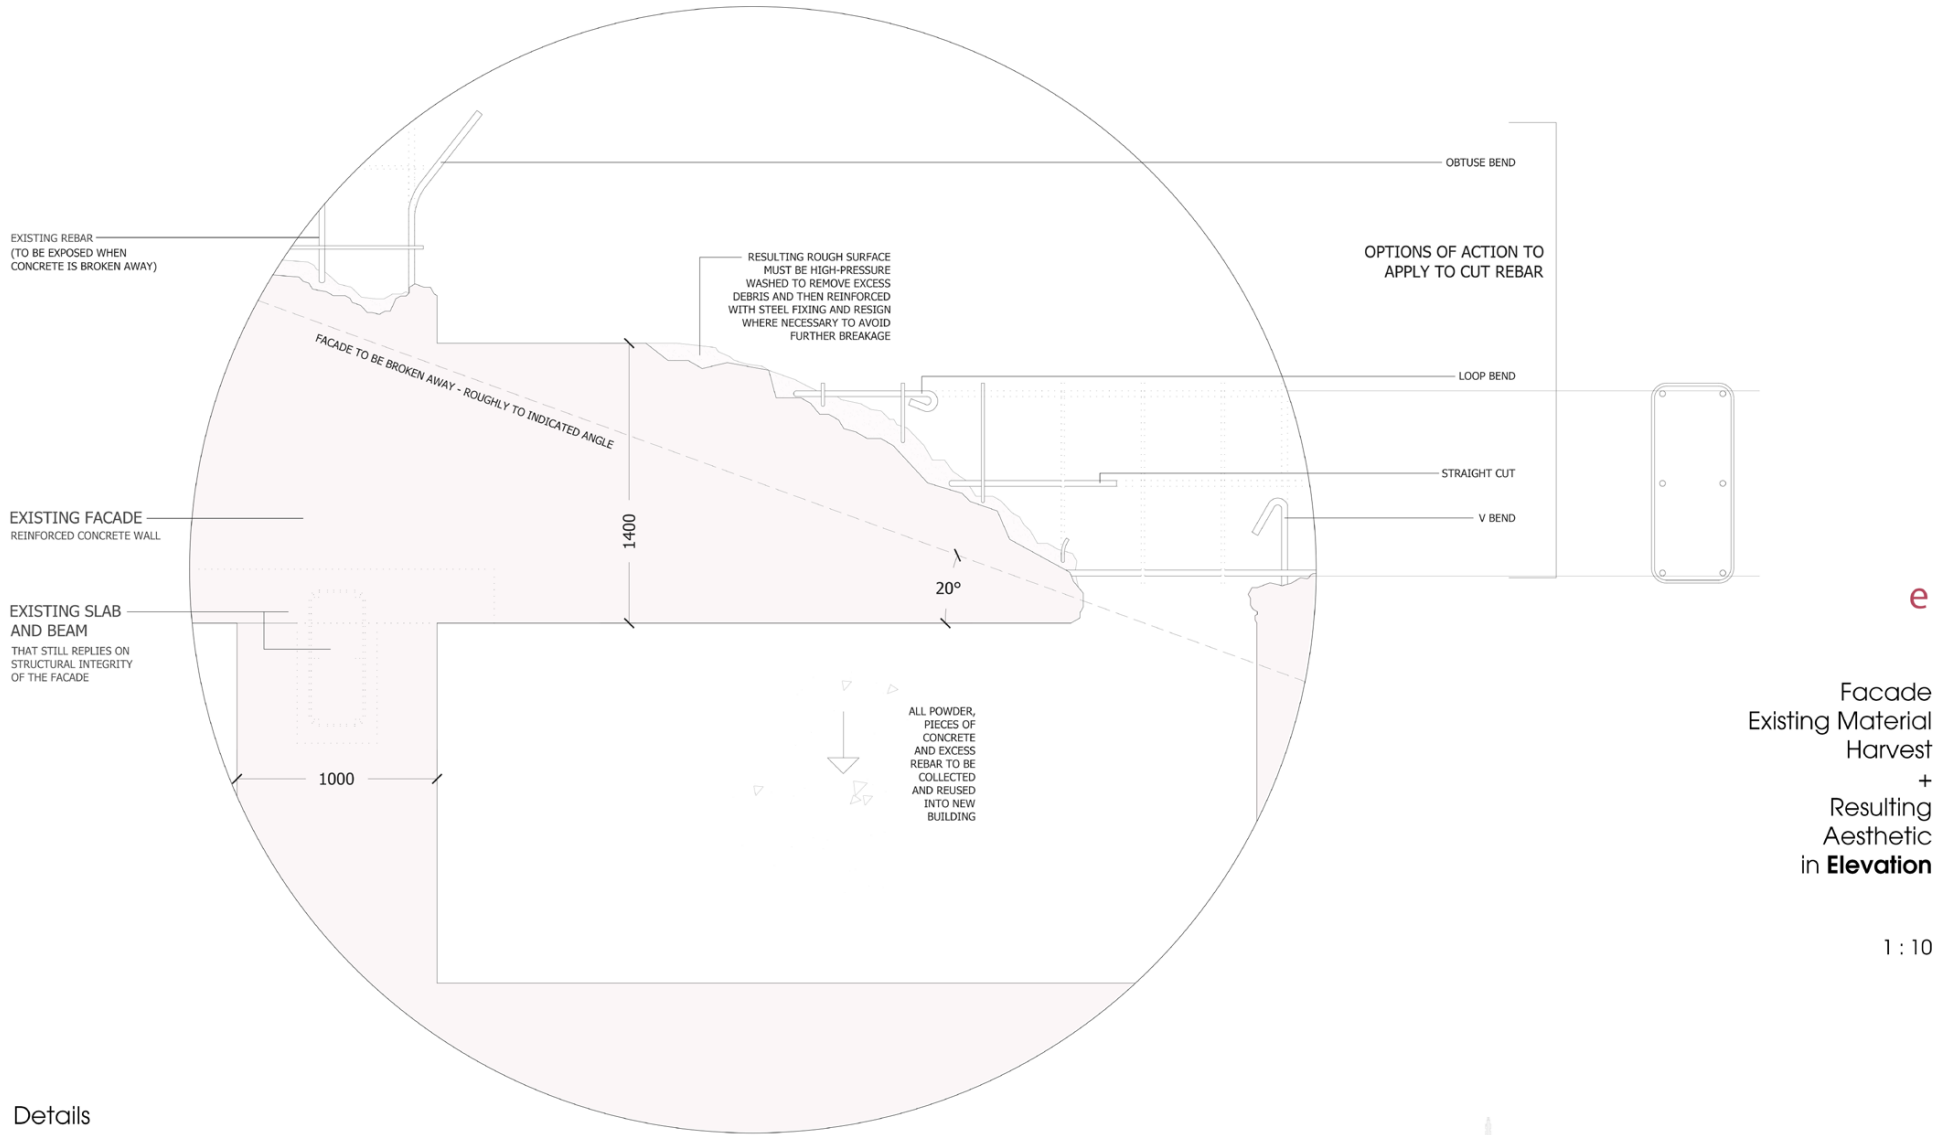 OBTUSE BEND
EXISTING REBAR
(TO BE EXPOSED WHEN
CONCRETE IS BROKEN AWAY)
RESULTING ROUGH SURFACE
MUST BE HIGH-PRESSURE
WASHED TO REMOVE EXCESS
DEBRIS AND THEN REINFORCED
WITH STEEL FIXING AND RESIGN
WHERE NECESSARY TO AVOID
FURTHER BREAKAGE
OPTIONS OF ACTION TO
APPLY TO CUT REBAR
FACADE TO BE BROKEN AWAY - ROUGHLY TO INDICATED ANGLE
LOOP BEND
STRAIGHT CUT
V BEND
EXISTING FACADE
REINFORCED CONCRETE WALL
1400
20°
EXISTING SLAB
AND BEAM
THAT STILL REPLIES ON
STRUCTURAL INTEGRITY
OF THE FACADE
1000
ALL POWDER,
PIECES OF
CONCRETE
AND EXCESS
REBAR TO BE
COLLECTED
AND REUSED
INTO NEW
BUILDING
e
Facade
Existing Material
Harvest
+
Resulting
Aesthetic
in Elevation
1 : 10
Details